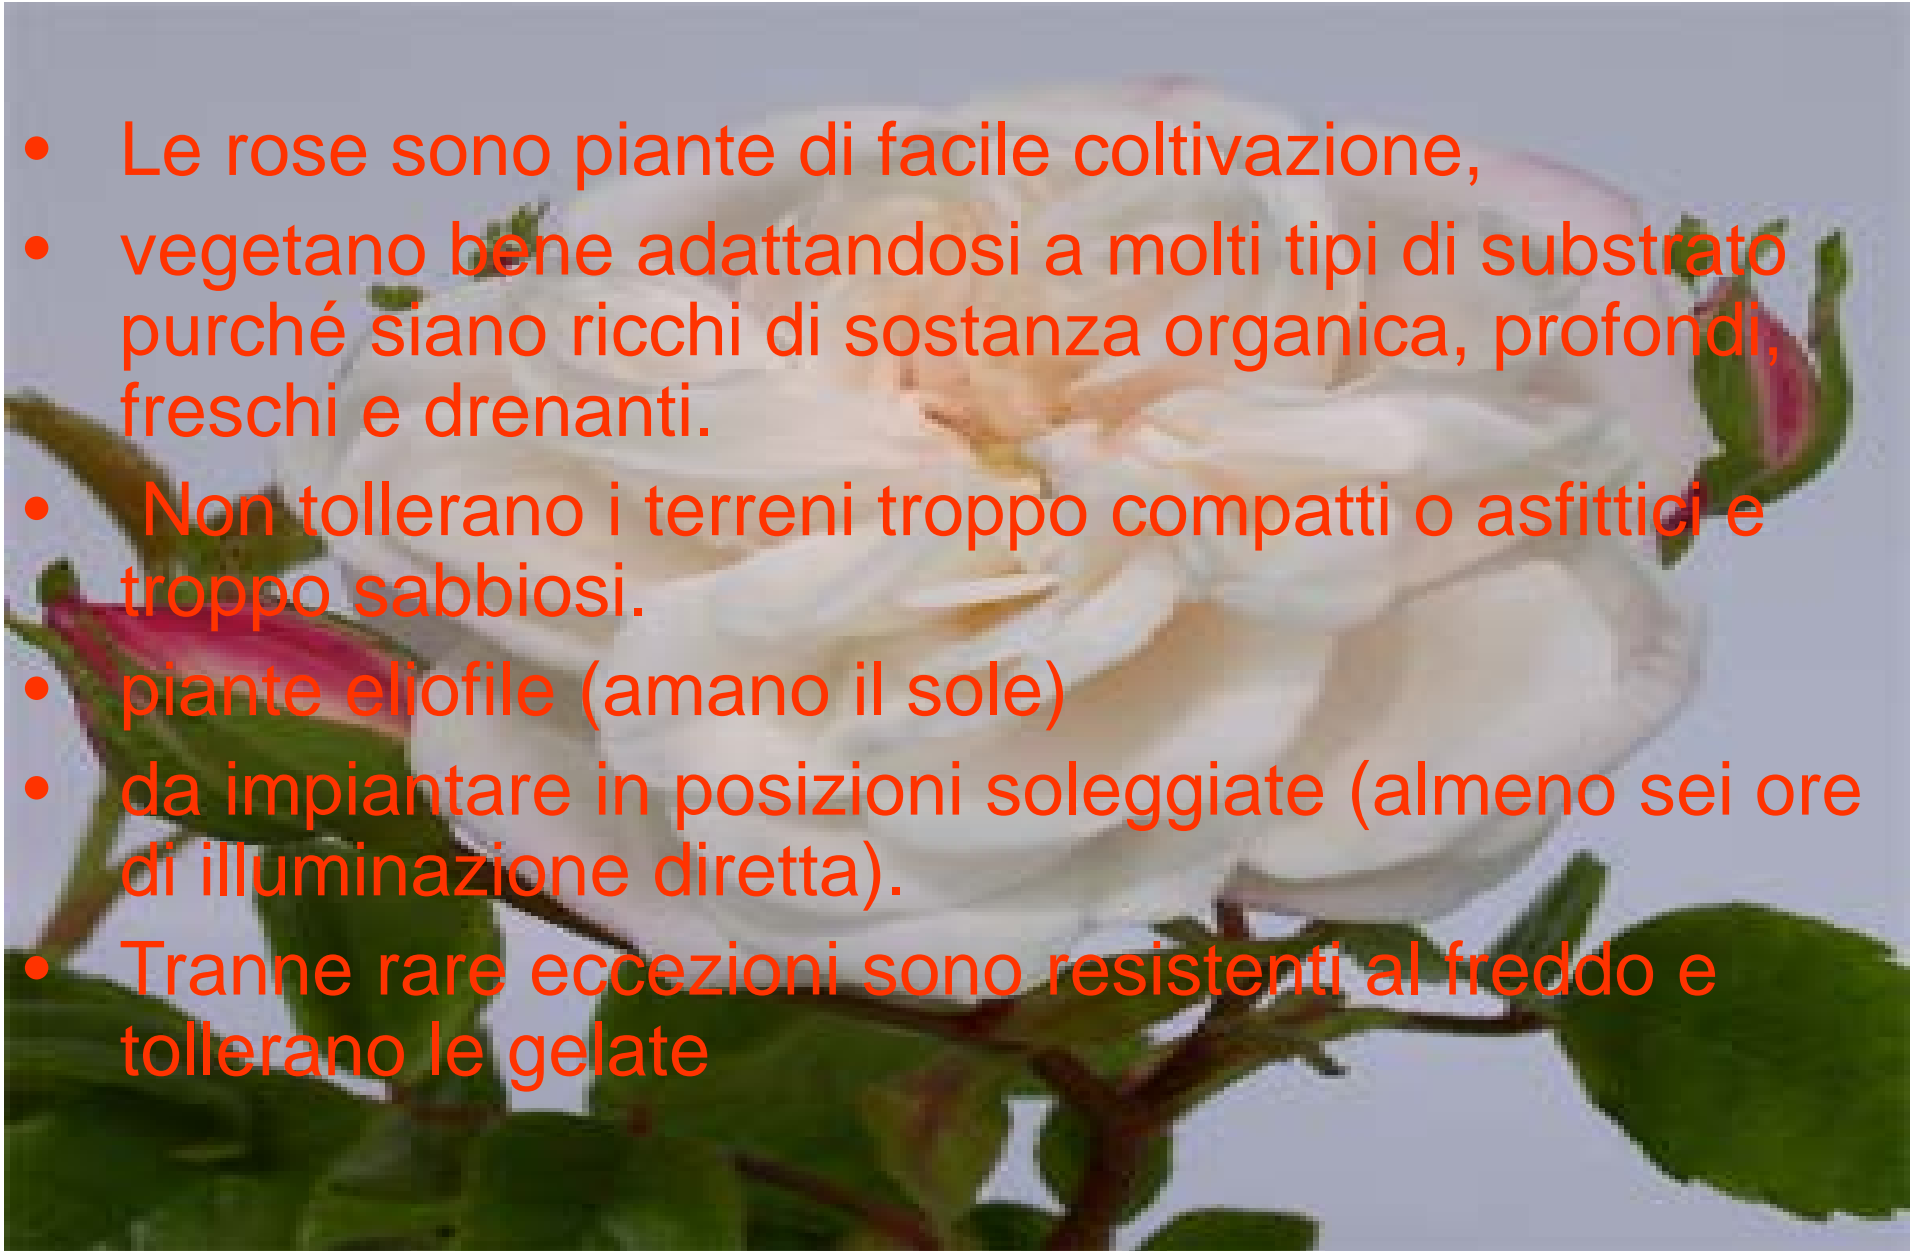 • Le rose sono piante di facile coltivazione,
• vegetano bene adattandosi a molti tipi di substrato
purché siano ricchi di sostanza organica, profondi,
freschi e drenanti.
• Non tollerano i terreni troppo compatti o asfittici e
troppo sabbiosi.
• piante eliofile (amano il sole)
• da impiantare in posizioni soleggiate (almeno sei ore
di illuminazione diretta).
• Tranne rare eccezioni sono resistenti al freddo e
tollerano le gelate